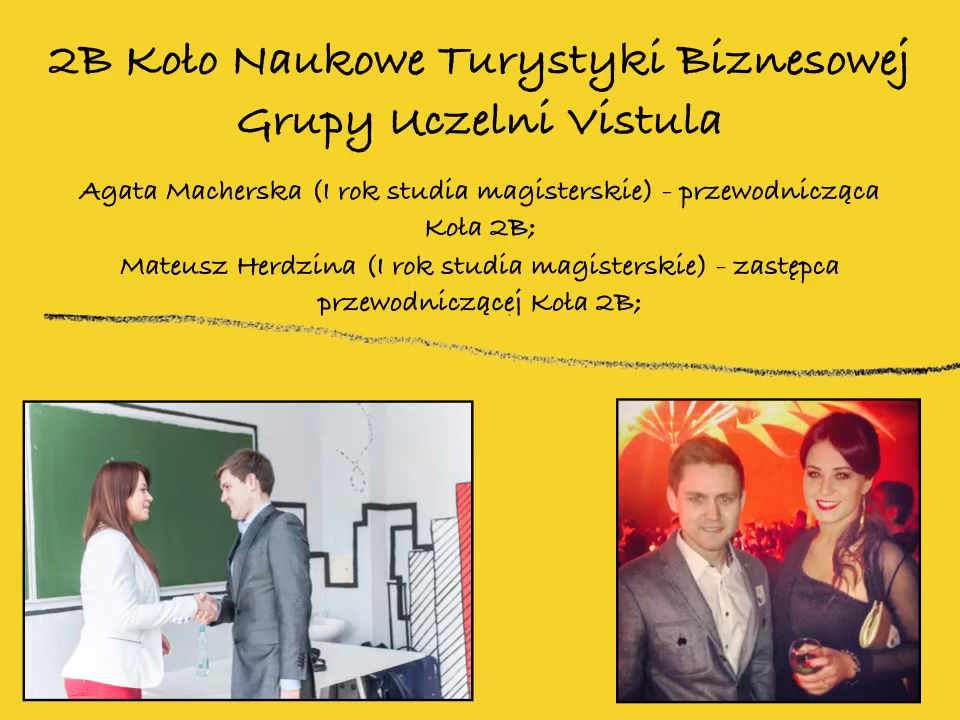 2B Koło Naukowe Turystyki Biznesowej
Grupy Uczelni Vistula
Agata Macherska (I rok studia magisterskie) - przewodnicząca
Koła 2B;
Mateusz Herdzina (I rok studia magisterskie) - zastępca
przewodniczącej Koła 2B;